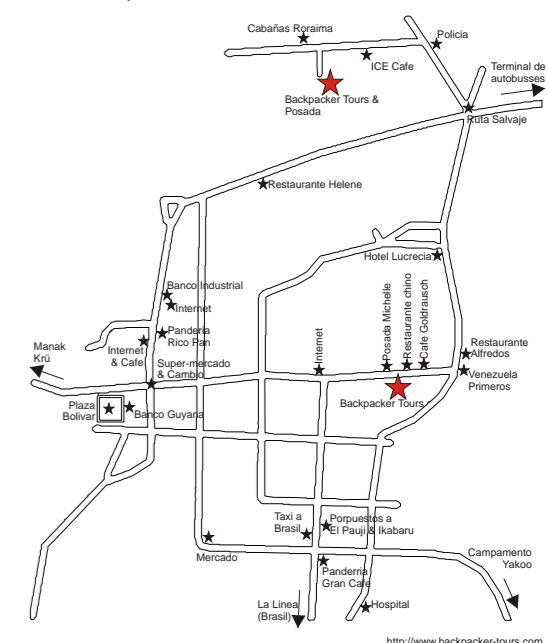 Cabañas Roraima
Policia
ICE Cafe
Terminal de
autobusses
Backpacker Tours &
Posada
Ruta Salvaje
Restaurante Helene
Hotel Lucrecia
Banco Industrial
Internet
Panderia
Rico Pan
Internet
& Cafe
Manak
Krü
Super-mercado
& Cambio
Internet
Posada Michelle
Restaurante chino
Cafe Goldrausch
Restaurante
Alfredos
Venezuela
Primeros
Backpacker Tours
Plaza
Bolivar
Banco Guyana
Taxi a
Brasil
Porpuestos a
El Pauji & Ikabaru
Mercado
Panderria
Gran Cafe
Campamento
Yakoo
La Linea
(Brasil)
Hospital
http://www.backpacker-tours.com